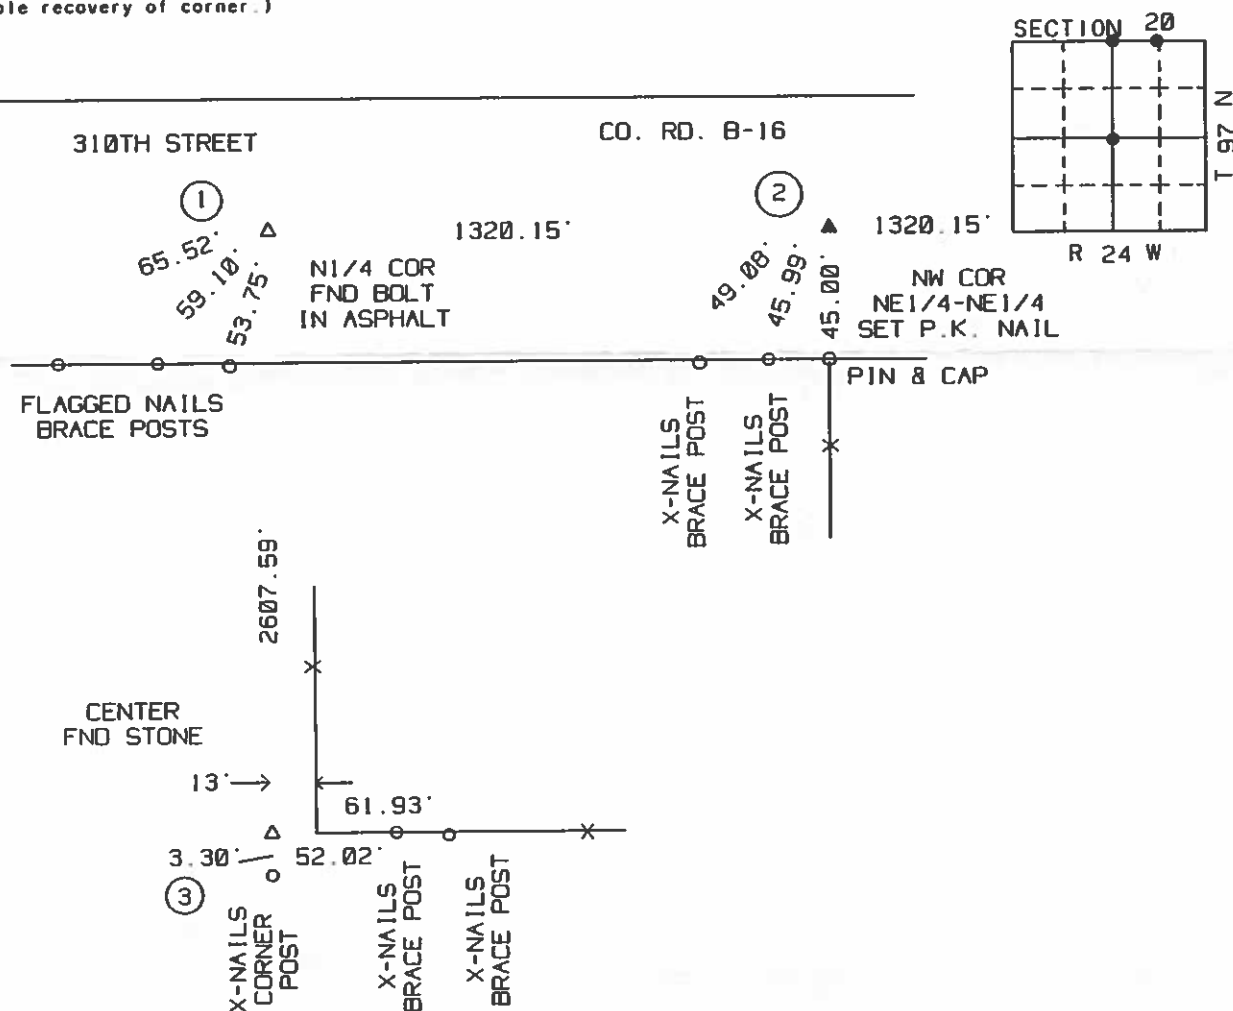 ble recovery of corner.)
SECTION 20
T 97 N
R 24 W
310TH STREET
CO. RD. B-16
1
65.52'
59.10'
53.75'
N1/4 COR
FND BOLT
IN ASPHALT
1320.15'
2
49.08'
45.99'
45.00'
1320.15'
NW COR
NE1/4-NE1/4
SET P.K. NAIL
PIN & CAP
FLAGGED NAILS
BRACE POSTS
X-NAILS
BRACE POST
X-NAILS
BRACE POST
2607.59'
CENTER
FND STONE
13'
61.93'
3.30'
52.02'
3
X-NAILS
CORNER
POST
X-NAILS
BRACE POST
X-NAILS
BRACE POST